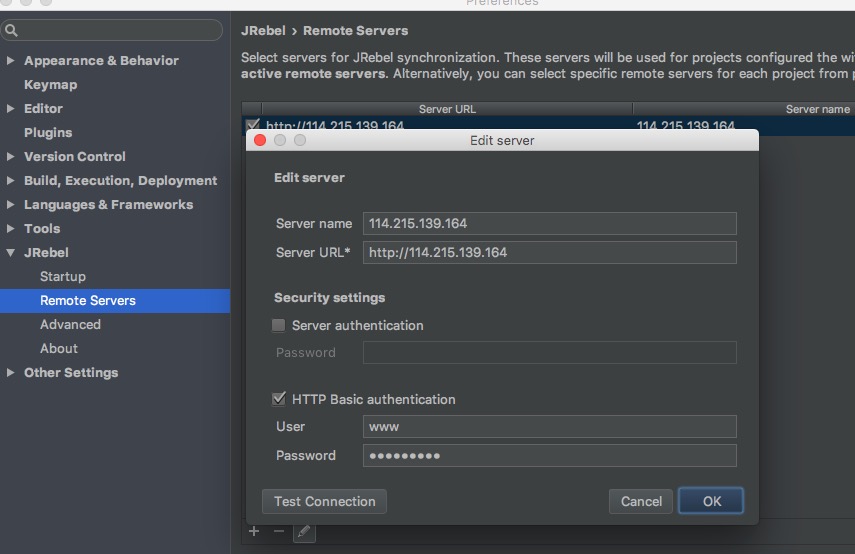 Preferences
JRebel › Remote Servers
Select servers for JRebel synchronization. These servers will be used for projects configured the
active remote servers. Alternatively, you can select specific remote servers for each project from
Appearance & Behavior
Keymap
Editor
Plugins
Version Control
Build, Execution, Deployment
Languages & Frameworks
Tools
JRebel
Startup
Remote Servers
Advanced
About
Other Settings
Server URL
Server name
http://114.215.139.164
114.215.139.164
Edit server
Edit server
Server name
114.215.139.164
Server URL*
http://114.215.139.164
Security settings
Server authentication
Password
HTTP Basic authentication
User
www
Password
●●●●●●●●●
Test Connection
Cancel
OK